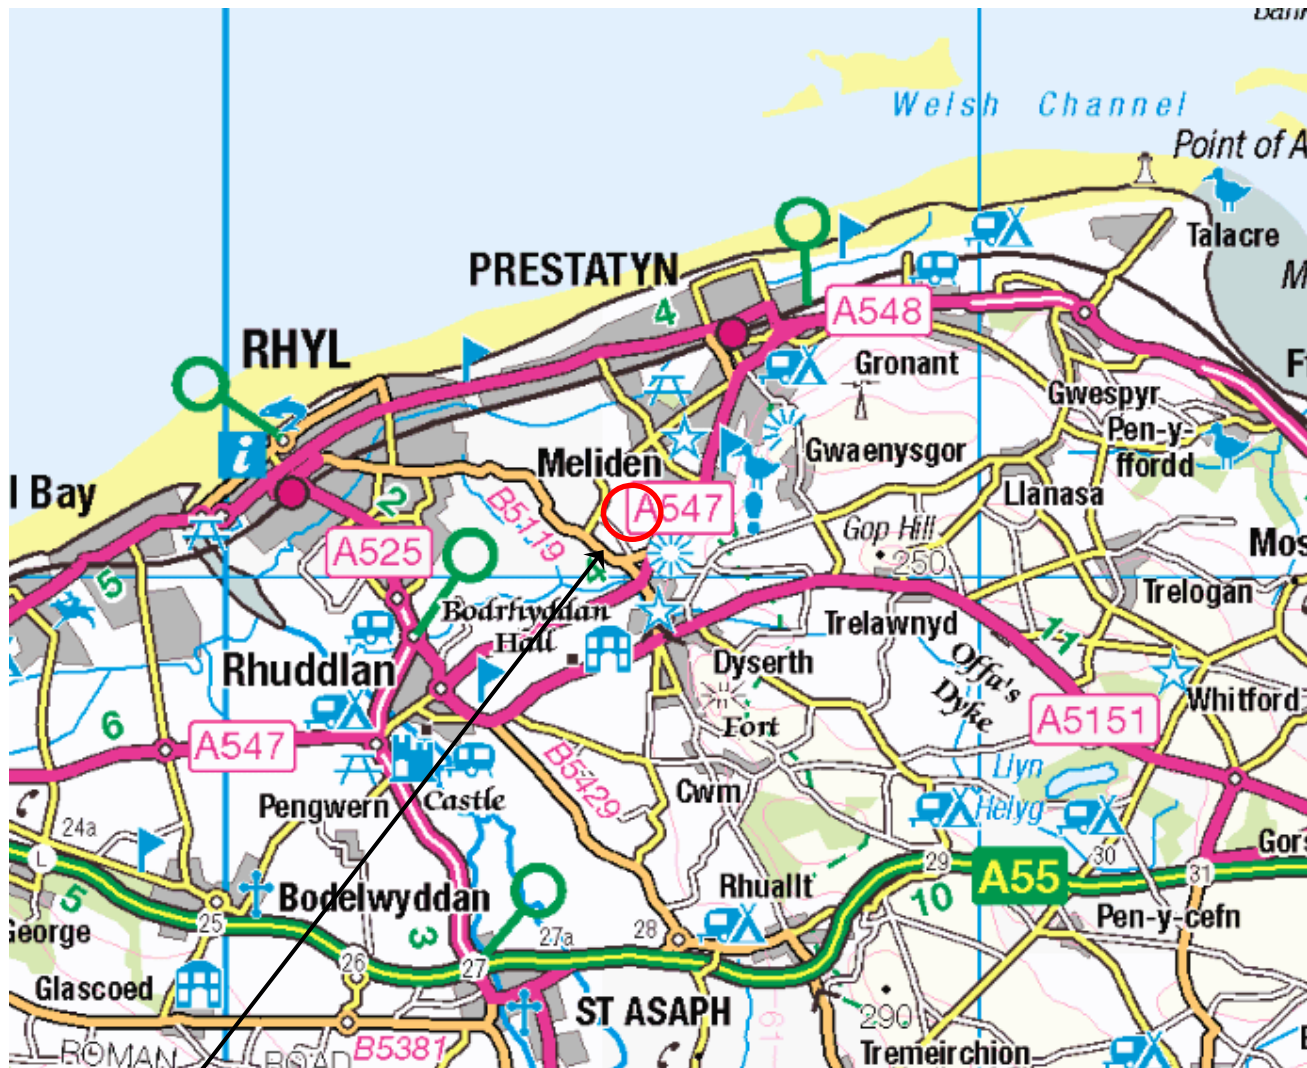 Welsh Channel
Point of A
Talacre
PRESTATYN
4
A548
RHYL
Gronant
Gwespyr
Pen-y-
ffordd
Gwaenysgor
Meliden
l Bay
i
2
B5119
A547
Llanasa
Gop Hill
250
Mos
A525
5
4
Trelogan
Bodrhyddan
Hall
Trelawnyd
11
Rhuddlan
Dyserth
Offa's
Dyke
Whitford
Fort
A5151
6
A547
B5429
Llyn
Helyg
Pengwern
Castle
Cwm
24a
L
29
A55
30
31
Gors
5
Bodelwyddan
Rhuallt
10
Pen-y-cefn
25
George
3
27a
28
26
27
Glascoed
ST ASAPH
290
ROMAN ROAD
B5381
Tremeirchion